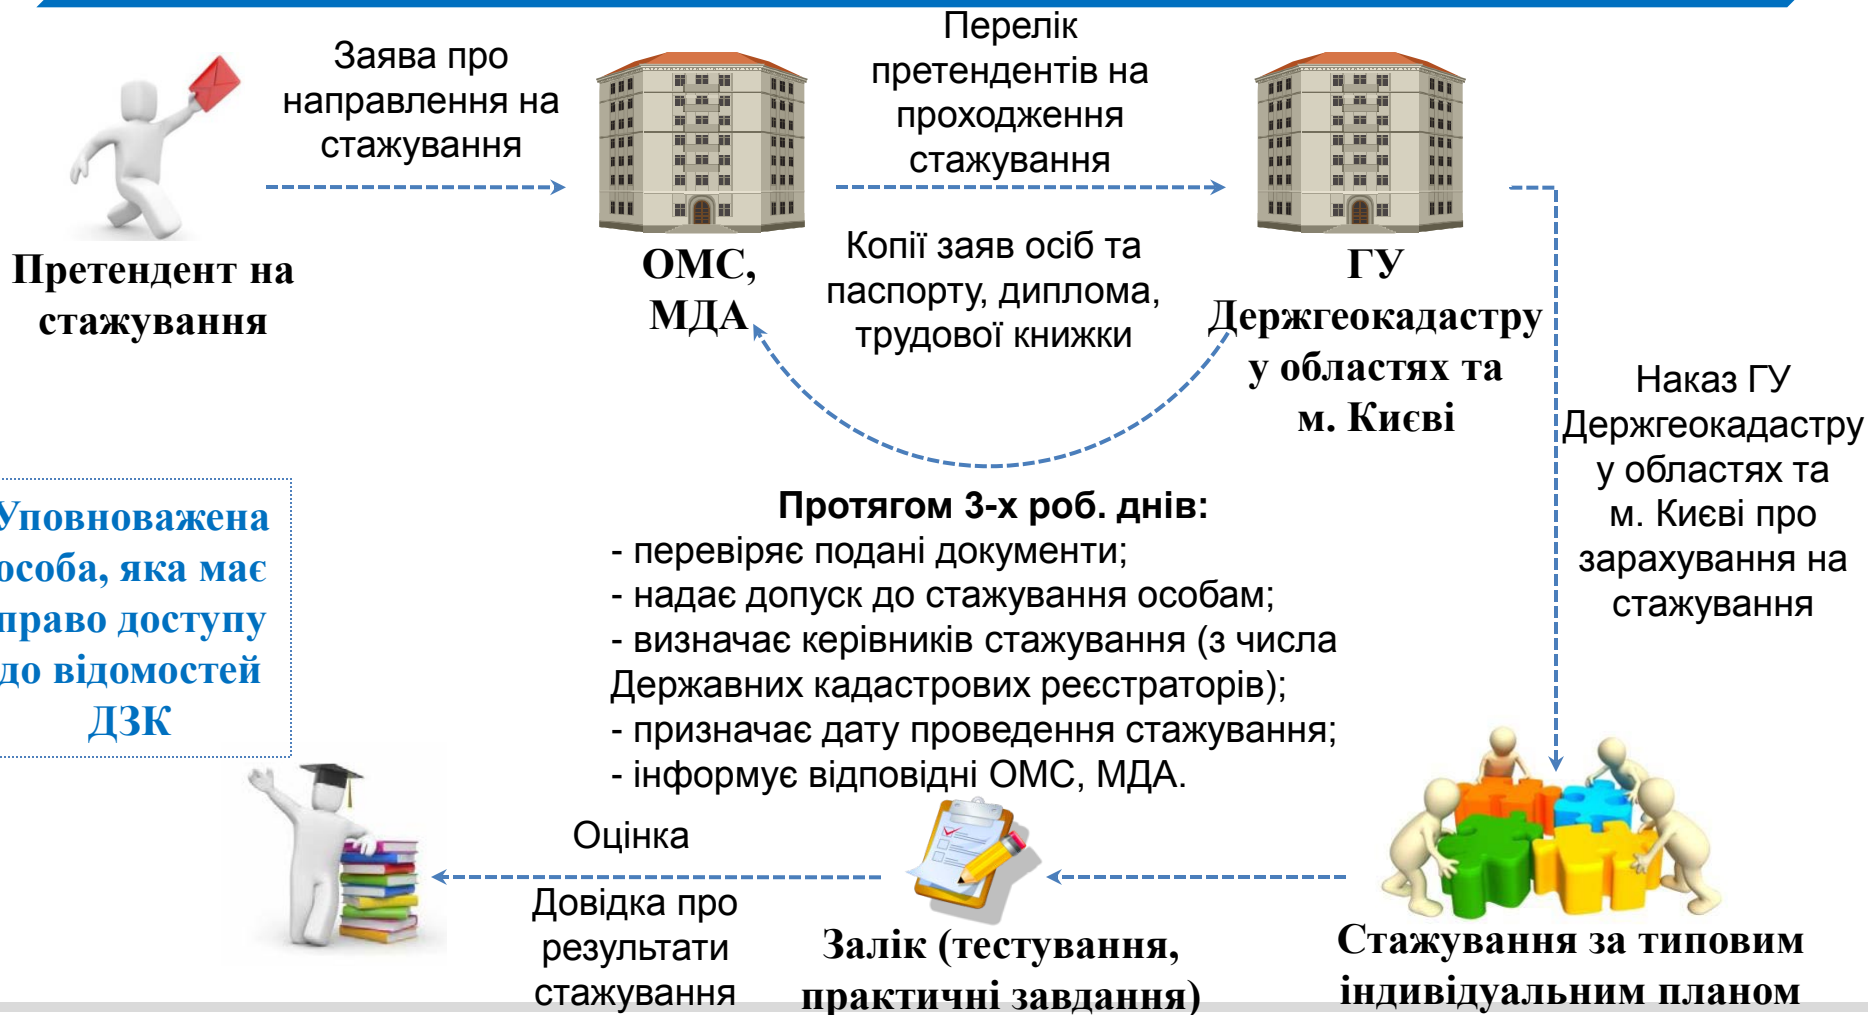 Заява про
направлення на
стажування
Перелік
претендентів на
проходження
стажування
Претендент на
стажування
ОМС,
МДА
Копії заяв осіб та
паспорту, диплома,
трудової книжки
ГУ
Держгеокадастру
у областях та
м. Києві
Наказ ГУ
Держгеокадастру
у областях та
м. Києві про
зарахування на
стажування
Уповноважена
особа, яка має
право доступу
до відомостей
ДЗК
Протягом 3-х роб. днів:
- перевіряє подані документи;
- надає допуск до стажування особам;
- визначає керівників стажування (з числа
Державних кадастрових реєстраторів);
- призначає дату проведення стажування;
- інформує відповідні ОМС, МДА.
Оцінка
Довідка про
результати
стажування
Залік (тестування,
практичні завдання)
Стажування за типовим
індивідуальним планом